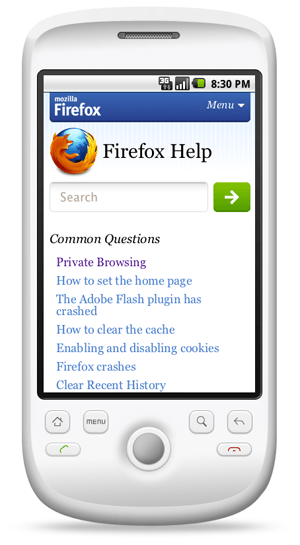 3G
8:30 PM
mozilla
Firefox
Menu
Firefox Help
Search
Common Questions
Private Browsing
How to set the home page
The Adobe Flash plugin has
crashed
How to clear the cache
Enabling and disabling cookies
Firefox crashes
Clear Recent History
MENU